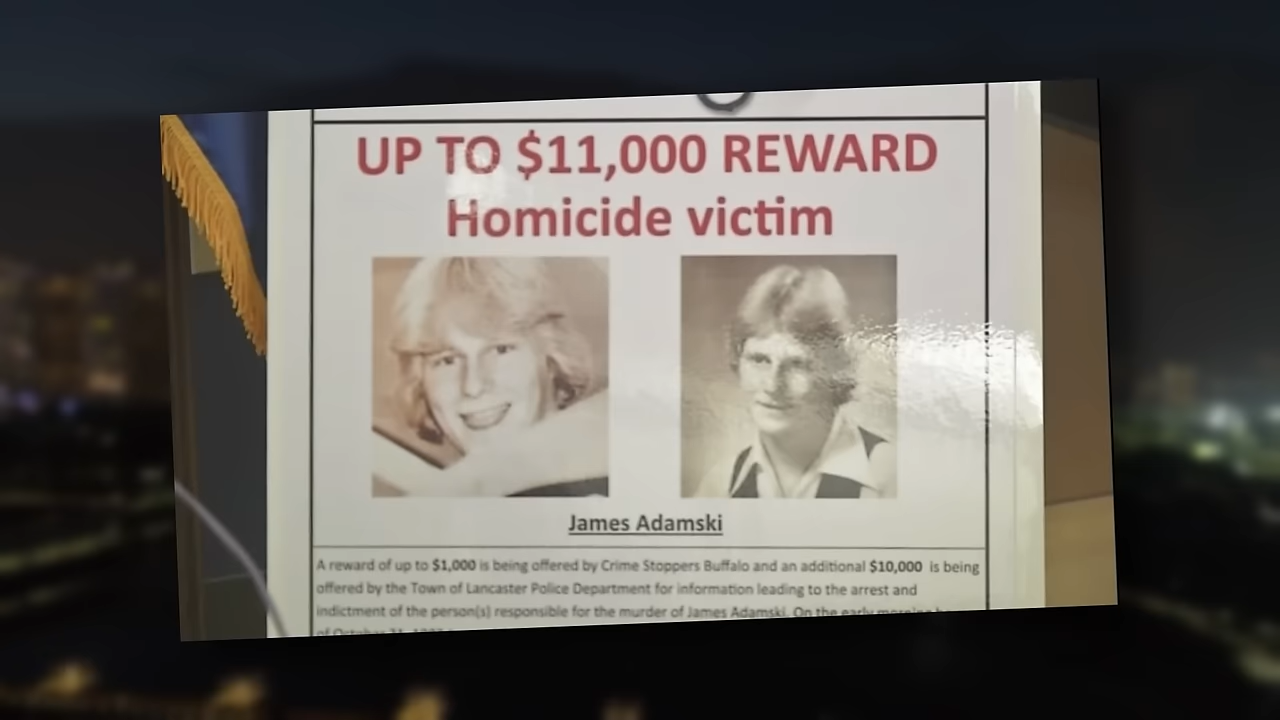 UP TO $11,000 REWARD
Homicide victim
James Adamski
A reward of up to $1,000 is being offered by Crime Stoppers Buffalo and an additional $10,000 is being
offered by the Town of Lancaster Police Department for information leading to the arrest and
indictment of the person(s) responsible for the murder of James Adamski. On the early morning
of October